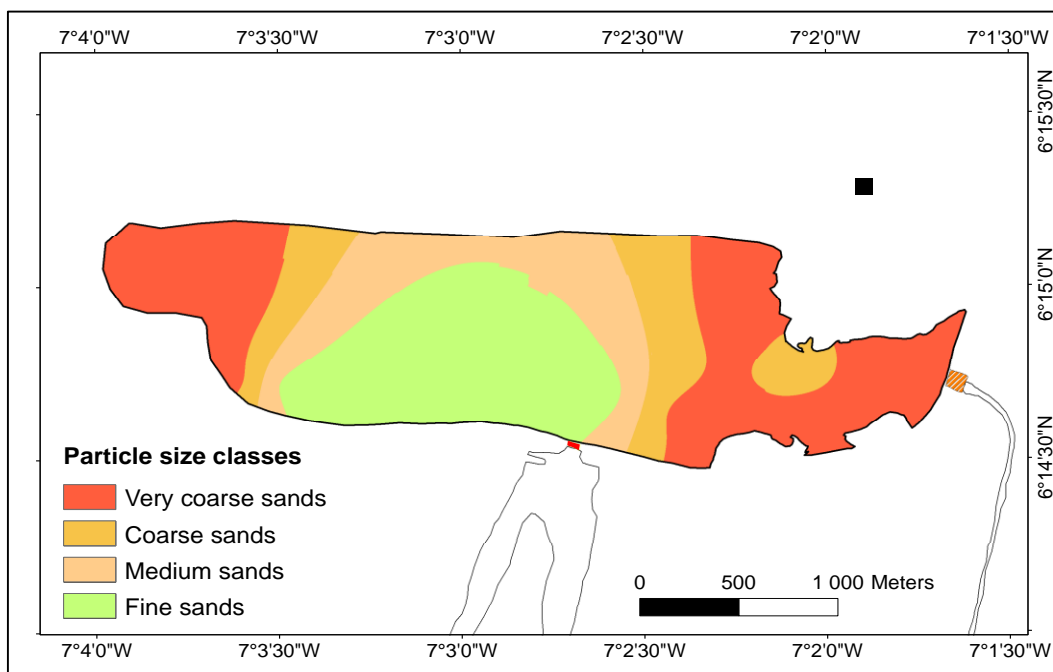 7°4'0"W 7°3'30"W 7°3'0"W 7°2'30"W 7°2'0"W 7°1'30"W
6°15'30"N
6°15'0"N
6°14'30"N
Particle size classes
Very coarse sands
Coarse sands
Medium sands
Fine sands
0 500 1 000 Meters
7°4'0"W 7°3'30"W 7°3'0"W 7°2'30"W 7°2'0"W 7°1'30"W